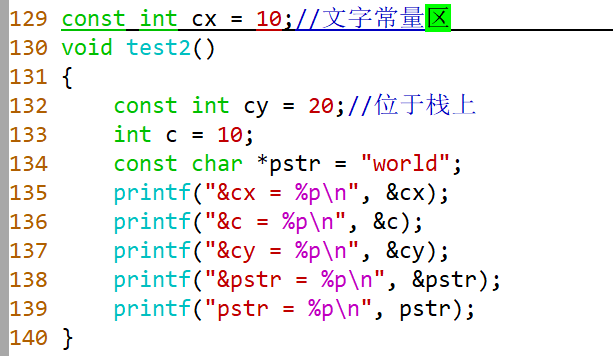 129 const int cx = 10;//文字常量区
130 void test2()
131 {
132     const int cy = 20;//位于栈上
133     int c = 10;
134     const char *pstr = "world";
135     printf("&cx = %p\n", &cx);
136     printf("&c = %p\n", &c);
137     printf("&cy = %p\n", &cy);
138     printf("&pstr = %p\n", &pstr);
139     printf("pstr = %p\n", pstr);
140 }